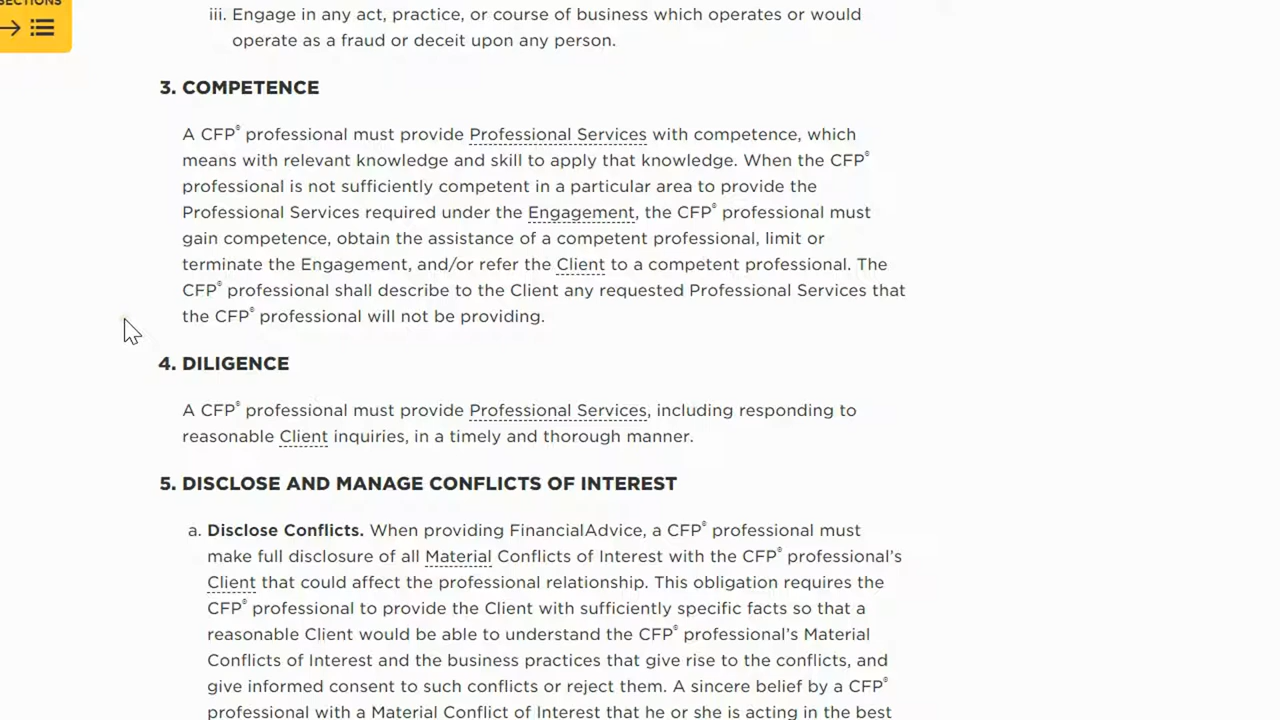 SECTIONS
iii. Engage in any act, practice, or course of business which operates or would
operate as a fraud or deceit upon any person.
3. COMPETENCE
A CFP® professional must provide Professional Services with competence, which
means with relevant knowledge and skill to apply that knowledge. When the CFP®
professional is not sufficiently competent in a particular area to provide the
Professional Services required under the Engagement, the CFP® professional must
gain competence, obtain the assistance of a competent professional, limit or
terminate the Engagement, and/or refer the Client to a competent professional. The
CFP® professional shall describe to the Client any requested Professional Services that
the CFP® professional will not be providing.
4. DILIGENCE
A CFP® professional must provide Professional Services, including responding to
reasonable Client inquiries, in a timely and thorough manner.
5. DISCLOSE AND MANAGE CONFLICTS OF INTEREST
a. Disclose Conflicts. When providing FinancialAdvice, a CFP® professional must
make full disclosure of all Material Conflicts of Interest with the CFP® professional’s
Client that could affect the professional relationship. This obligation requires the
CFP® professional to provide the Client with sufficiently specific facts so that a
reasonable Client would be able to understand the CFP® professional’s Material
Conflicts of Interest and the business practices that give rise to the conflicts, and
give informed consent to such conflicts or reject them. A sincere belief by a CFP®
professional with a Material Conflict of Interest that he or she is acting in the best